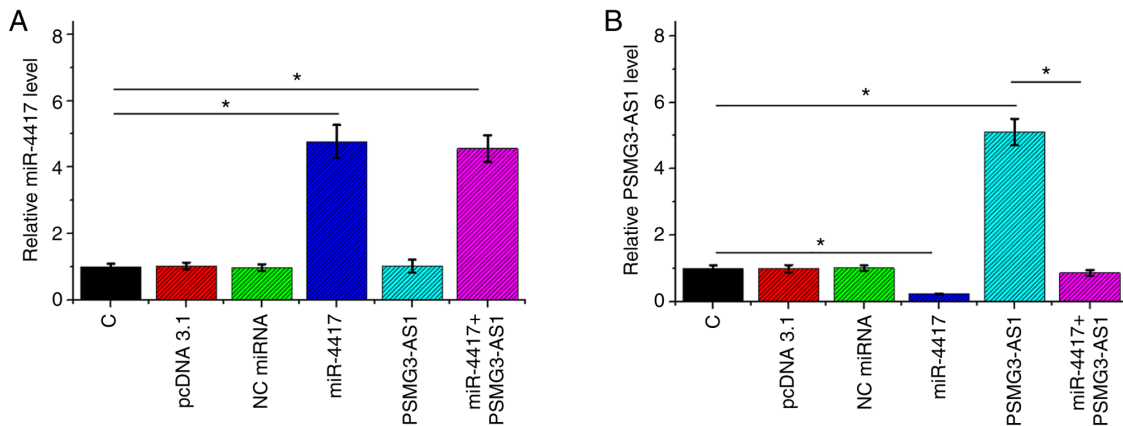 A
Relative miR-4417 level
8
6
4
2
0
*
*
C
pcDNA 3.1
NC miRNA
miR-4417
PSMG3-AS1
miR-4417+
PSMG3-AS1
B
Relative PSMG3-AS1 level
8
6
4
2
0
*
*
*
C
pcDNA 3.1
NC miRNA
miR-4417
PSMG3-AS1
miR-4417+
PSMG3-AS1